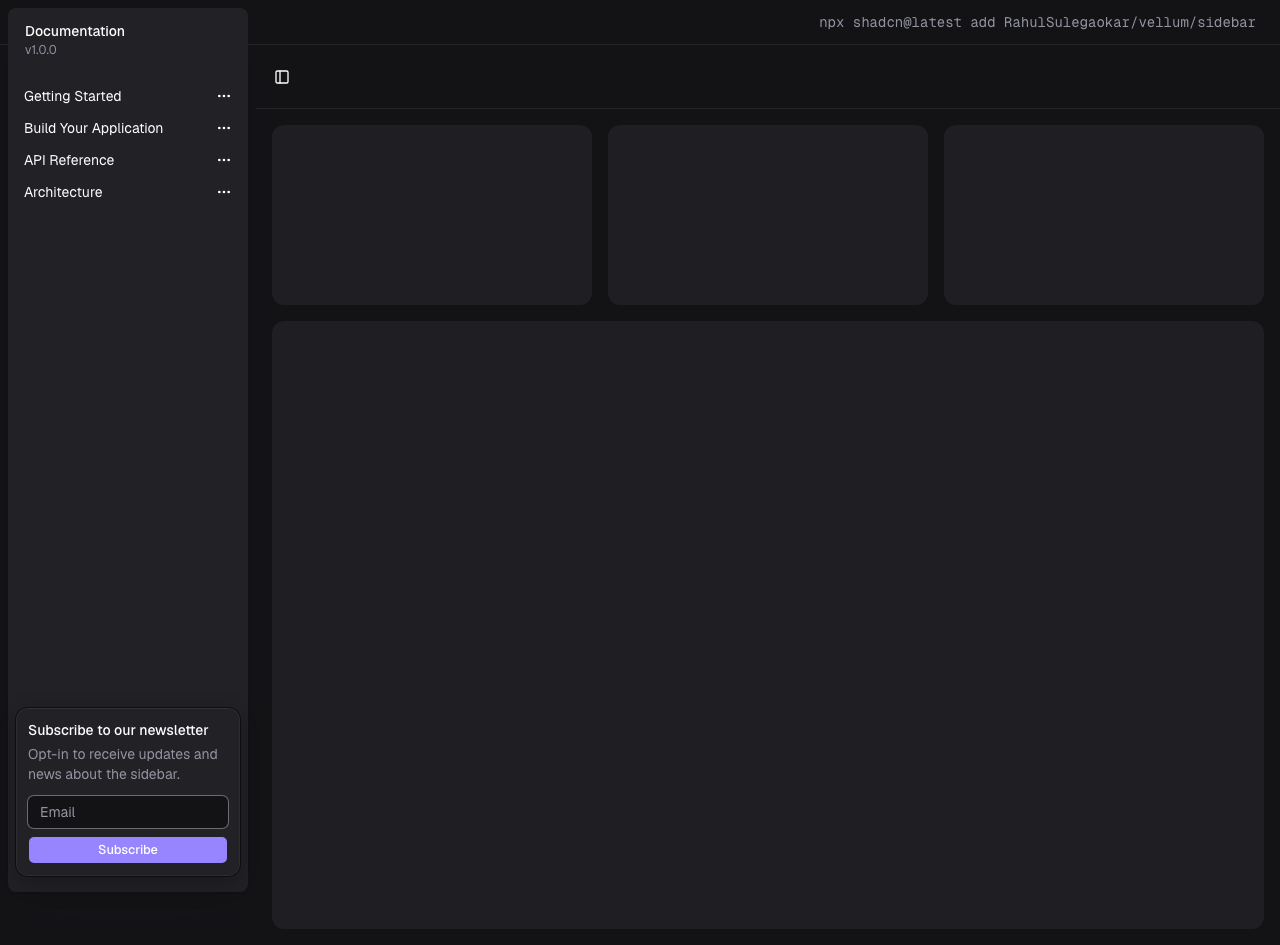 Documentation
v1.0.0
npx shadcn@latest add RahulSulegaokar/vellum/sidebar
Getting Started
Build Your Application
API Reference
Architecture
Subscribe to our newsletter
Opt-in to receive updates and
news about the sidebar.
Email
Subscribe